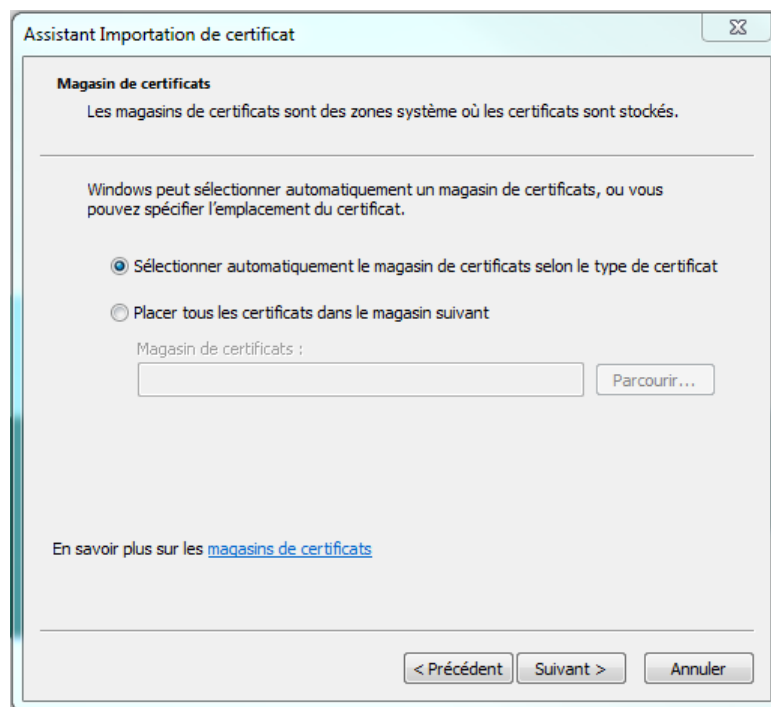 Assistant Importation de certificat
Magasin de certificats
Les magasins de certificats sont des zones système où les certificats sont stockés.
Windows peut sélectionner automatiquement un magasin de certificats, ou vous
pouvez spécifier l'emplacement du certificat.
Sélectionner automatiquement le magasin de certificats selon le type de certificat
Placer tous les certificats dans le magasin suivant
Magasin de certificats :
Parcourir...
En savoir plus sur les magasins de certificats
< Précédent Suivant > Annuler